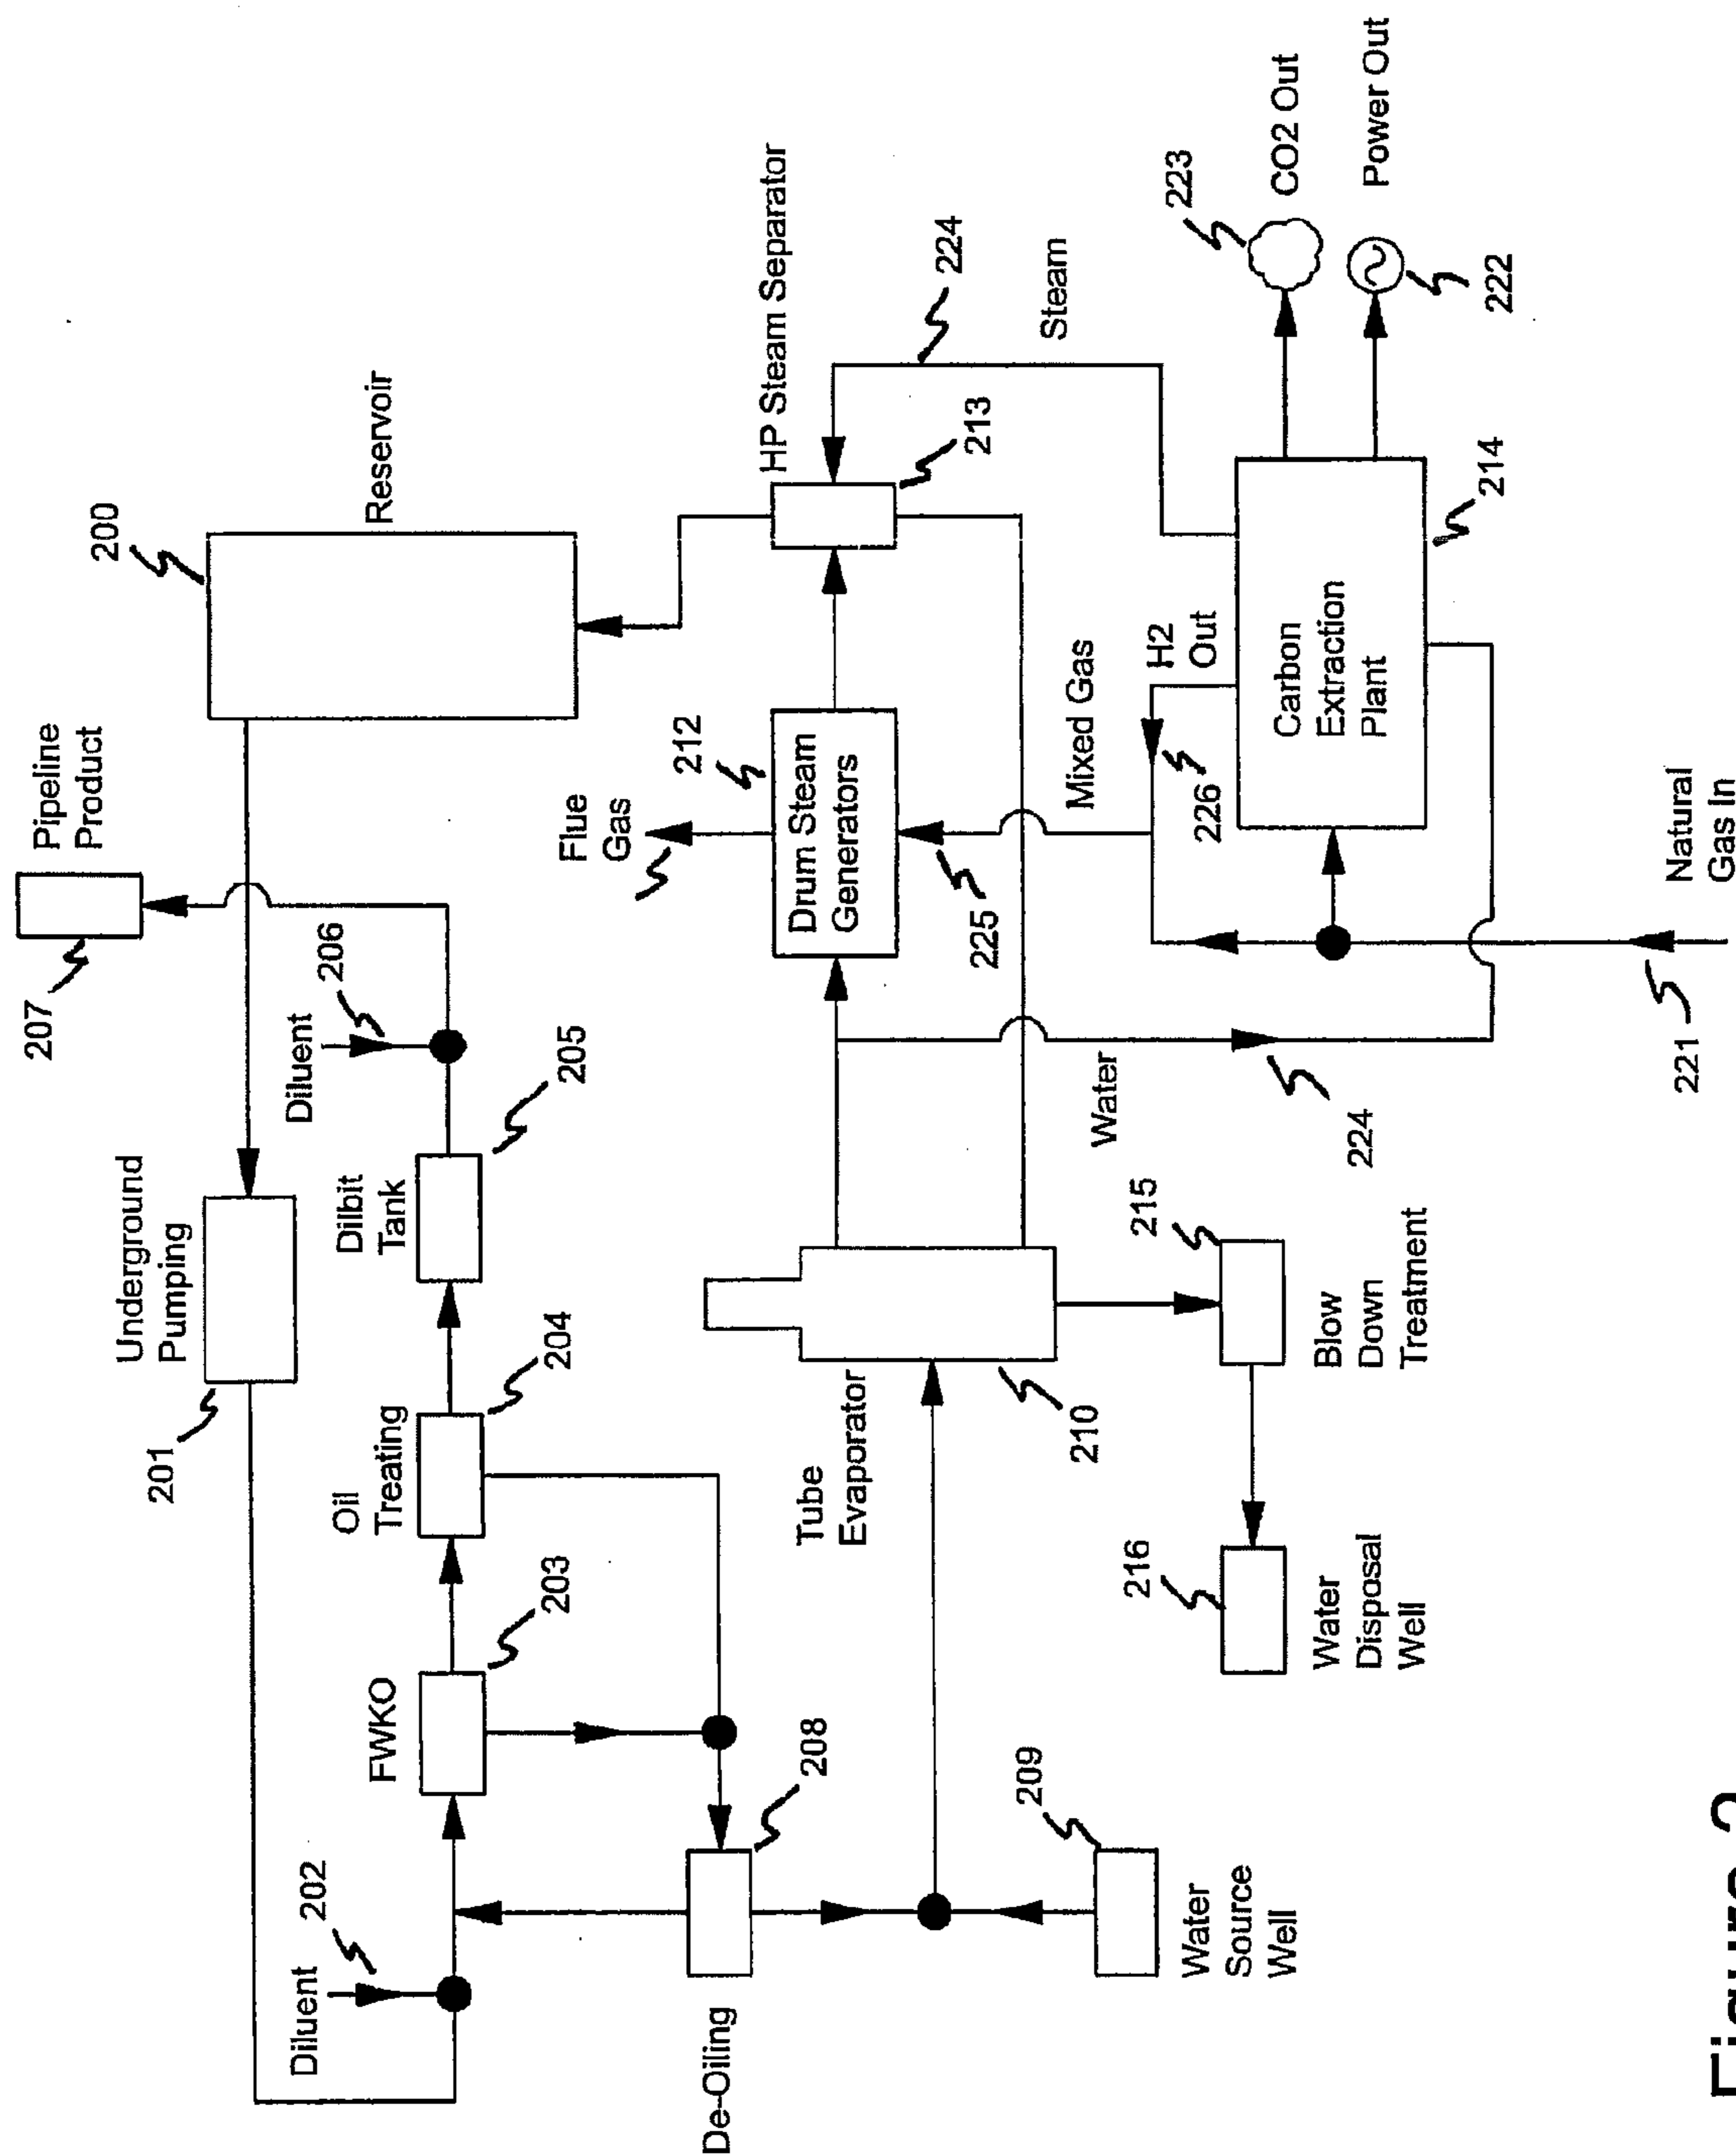 207
Pipeline
Product
200
Reservoir
Underground
Pumping
201
Diluent
206
Diluent
202
FWKO
203
Oil
Treating
204
Dilbit
Tank
205
De-Oiling
208
Flue
Gas
212
Drum Steam
Generators
HP Steam Separator
213
224
Steam
Tube
Evaporator
210
225
Mixed Gas
H2
Out
226
Water
224
209
Water
Source
Well
216
Water
Disposal
Well
215
Blow
Down
Treatment
Carbon
Extraction
Plant
214
223
CO2 Out
Power Out
222
221
Natural
Gas In
Figure 2